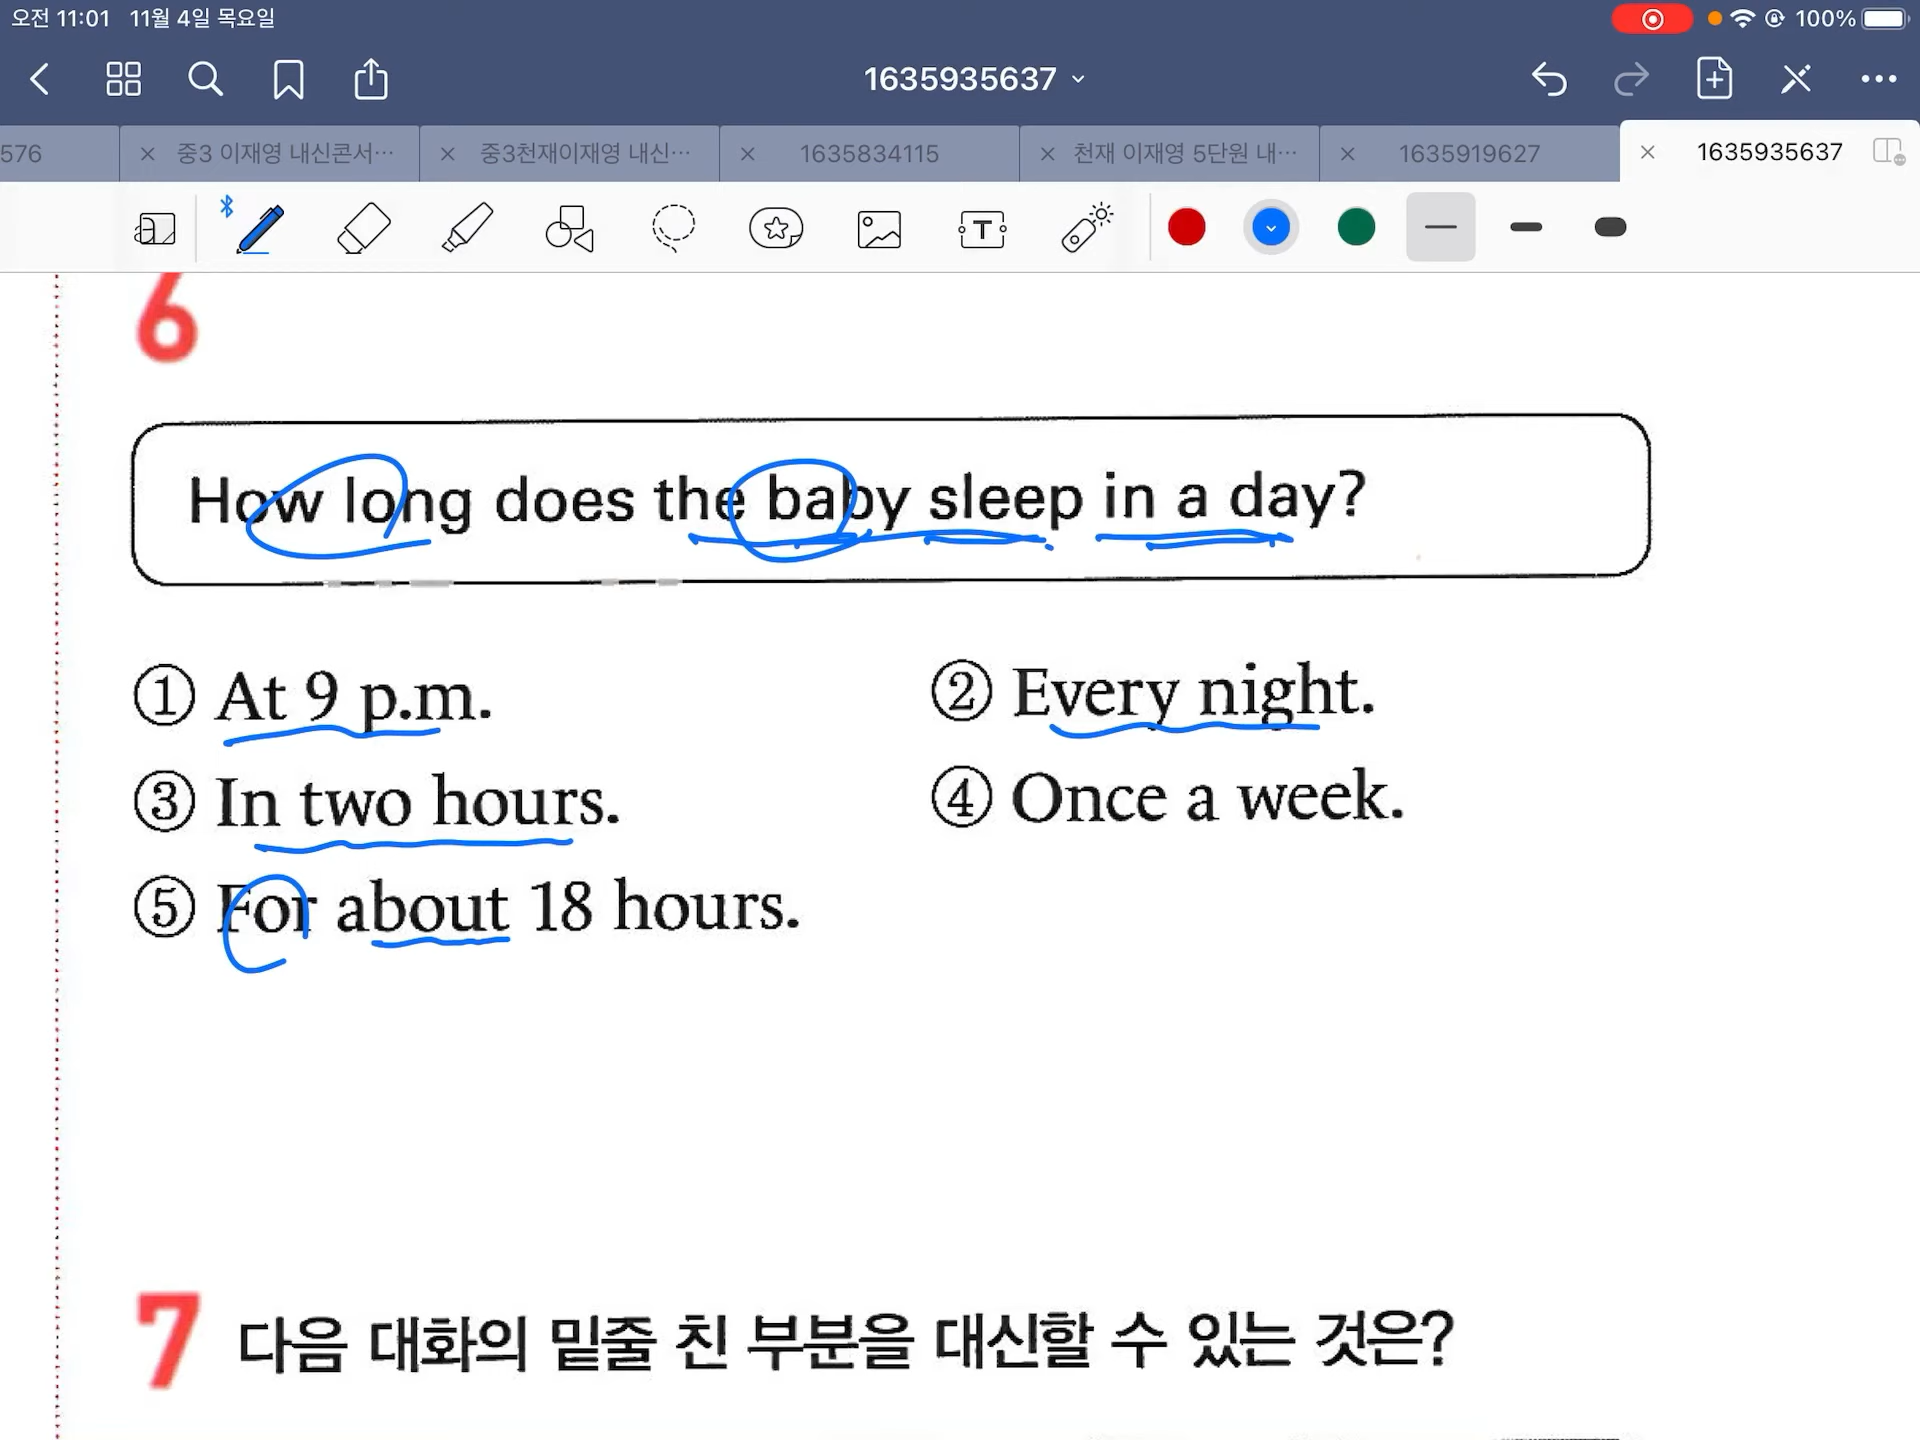 오전 11:01 11월 4일 목요일
100%
1635935637
576
중3 이재영 내신콘서…
중3천재이재영 내신…
1635834115
천재 이재영 5단원 내…
1635919627
1635935637
6
How long does the baby sleep in a day?
① At 9 p.m.
② Every night.
③ In two hours.
④ Once a week.
⑤ For about 18 hours.
7 다음 대화의 밑줄 친 부분을 대신할 수 있는 것은?